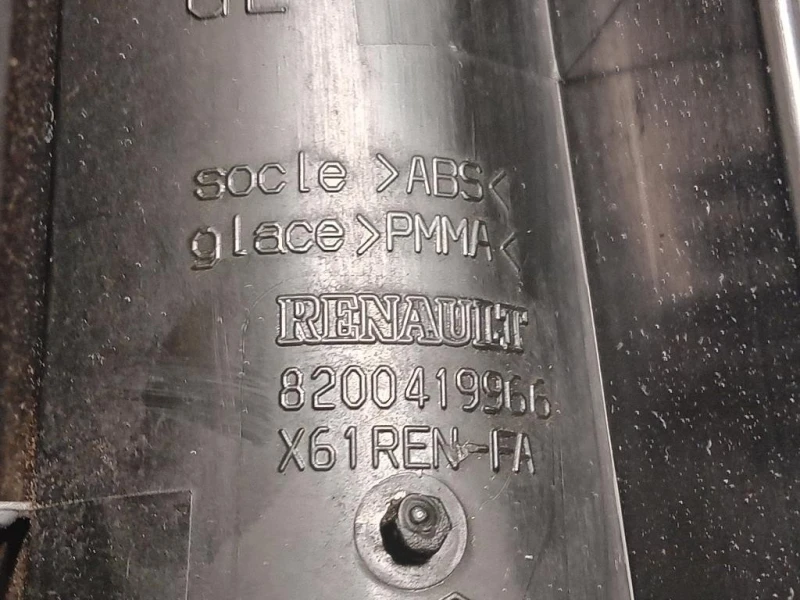 socle >ABS<
glace >PMMA<
RENAULT
8200419966
X61REN-FA